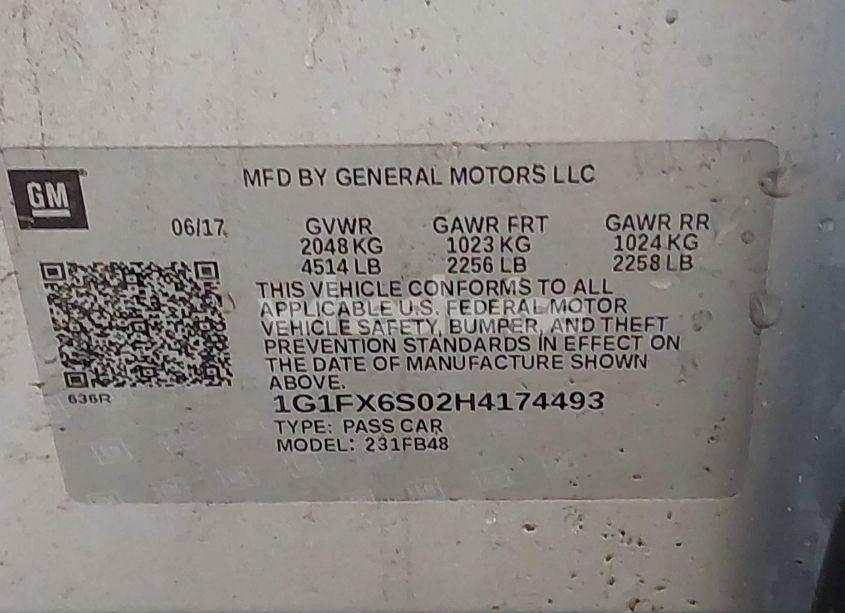 GM
MFD BY GENERAL MOTORS LLC
06/17 GVWR GAWR FRT GAWR RR
2048 KG 1023 KG 1024 KG
4514 LB 2256 LB 2258 LB
THIS VEHICLE CONFORMS TO ALL
APPLICABLE U.S. FEDERAL MOTOR
VEHICLE SAFETY, BUMPER, AND THEFT
PREVENTION STANDARDS IN EFFECT ON
THE DATE OF MANUFACTURE SHOWN
ABOVE.
636R
1G1FX6S02H4174493
TYPE: PASS CAR
MODEL: 231FB48